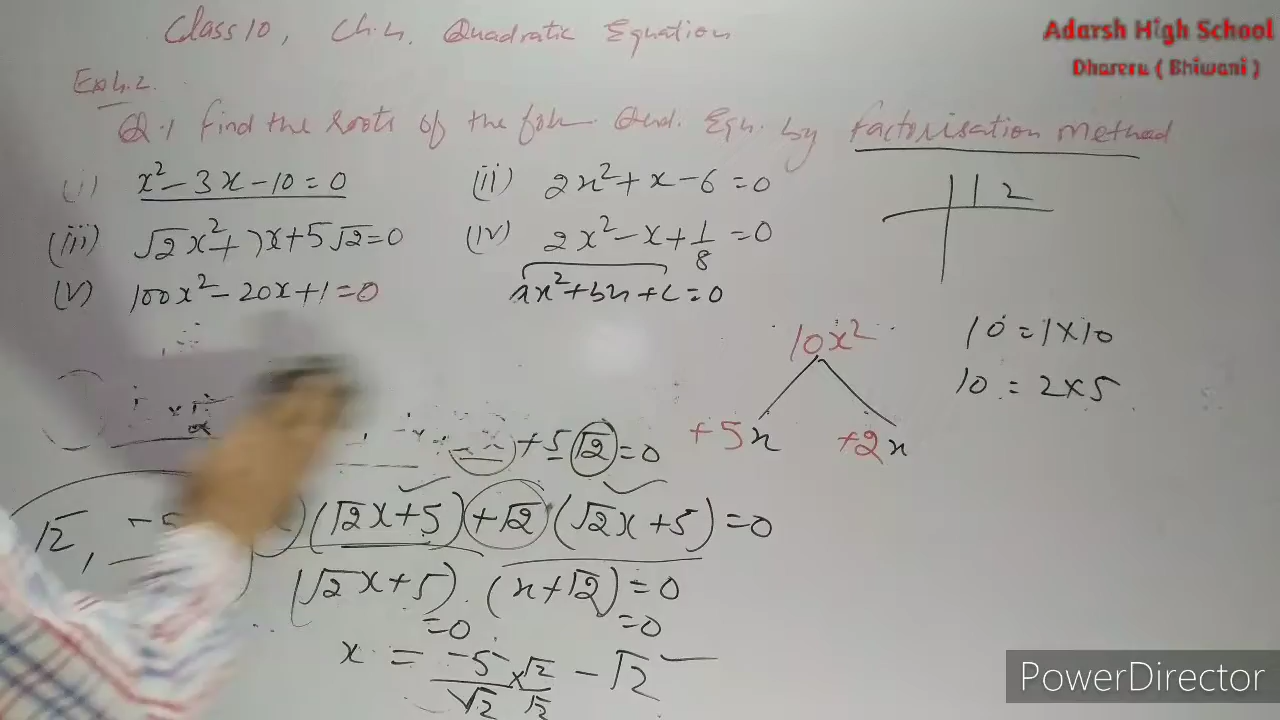 Class 10, Ch.4. Quadratic Equation
Adarsh High School
Dhareru ( Bhiwani )
Ex 4.2
Q.1 find the roots of the foll. Qud. Eqn. by factorisation method
(i) x² - 3x - 10 = 0
(ii) 2x² + x - 6 = 0
1 2
(iii) √2x² + 7x + 5√2 = 0
(iv) 2x² - x + 1/8 = 0
(v) 100x² - 20x + 1 = 0
ax² + bx + c = 0
10x²
10 = 1 × 10
10 = 2 × 5
+5x +2x
+ 5√2 = 0
(√2x + 5) + √2 (√2x + 5) = 0
(√2x + 5) (x + √2) = 0
= 0 = 0
x = -5/√2 × √2/√2 - √2
PowerDirector